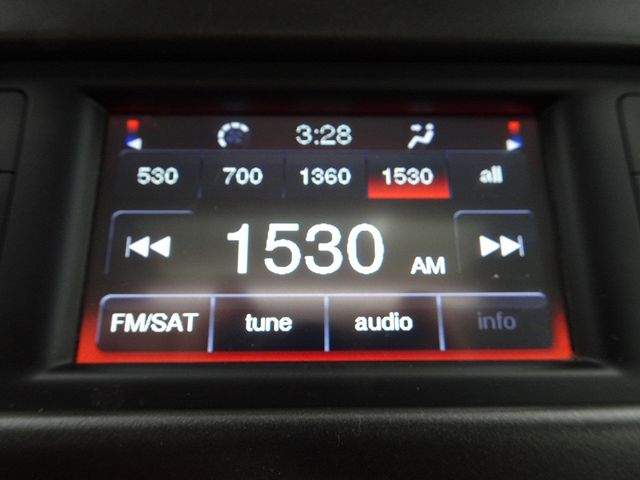 3:28
530 700 1360 1530 all
1530 AM
FM/SAT tune audio info